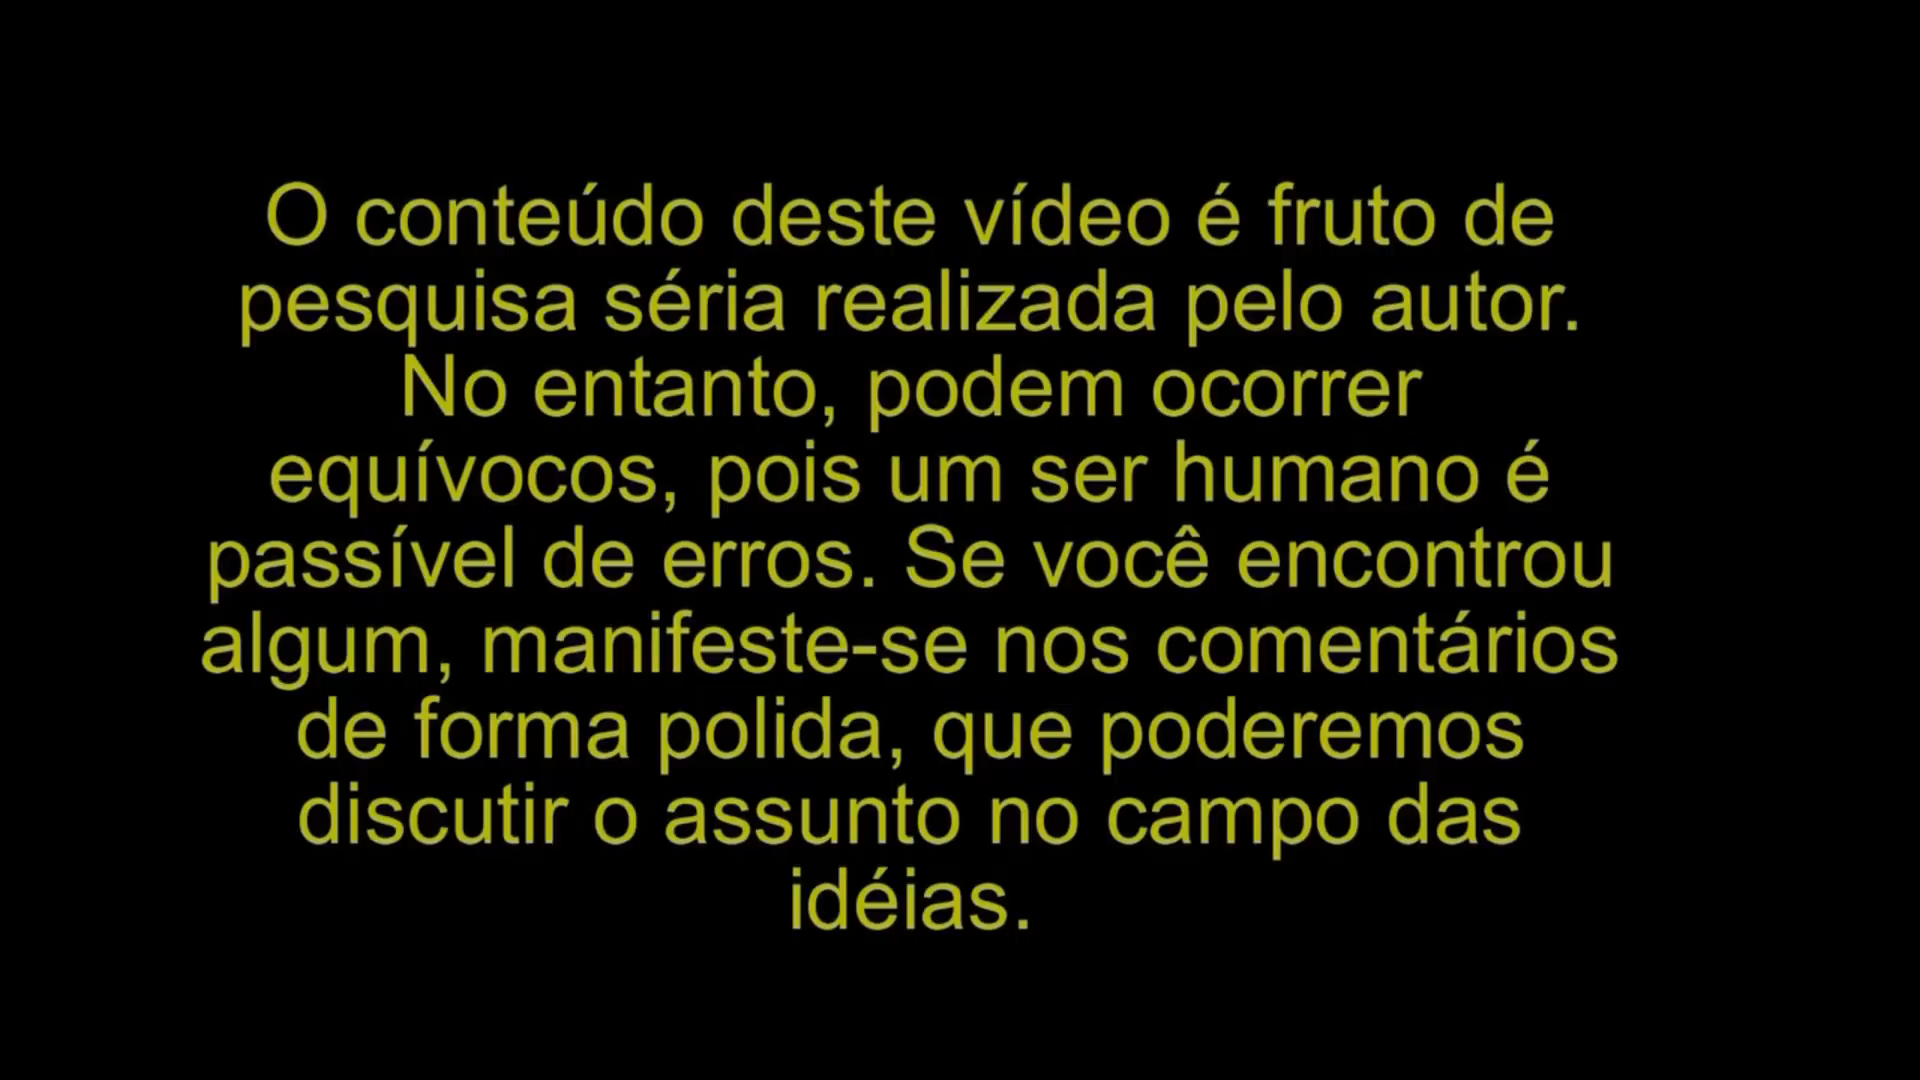 O conteúdo deste vídeo é fruto de
pesquisa séria realizada pelo autor.
No entanto, podem ocorrer
equívocos, pois um ser humano é
passível de erros. Se você encontrou
algum, manifeste-se nos comentários
de forma polida, que poderemos
discutir o assunto no campo das
idéias.